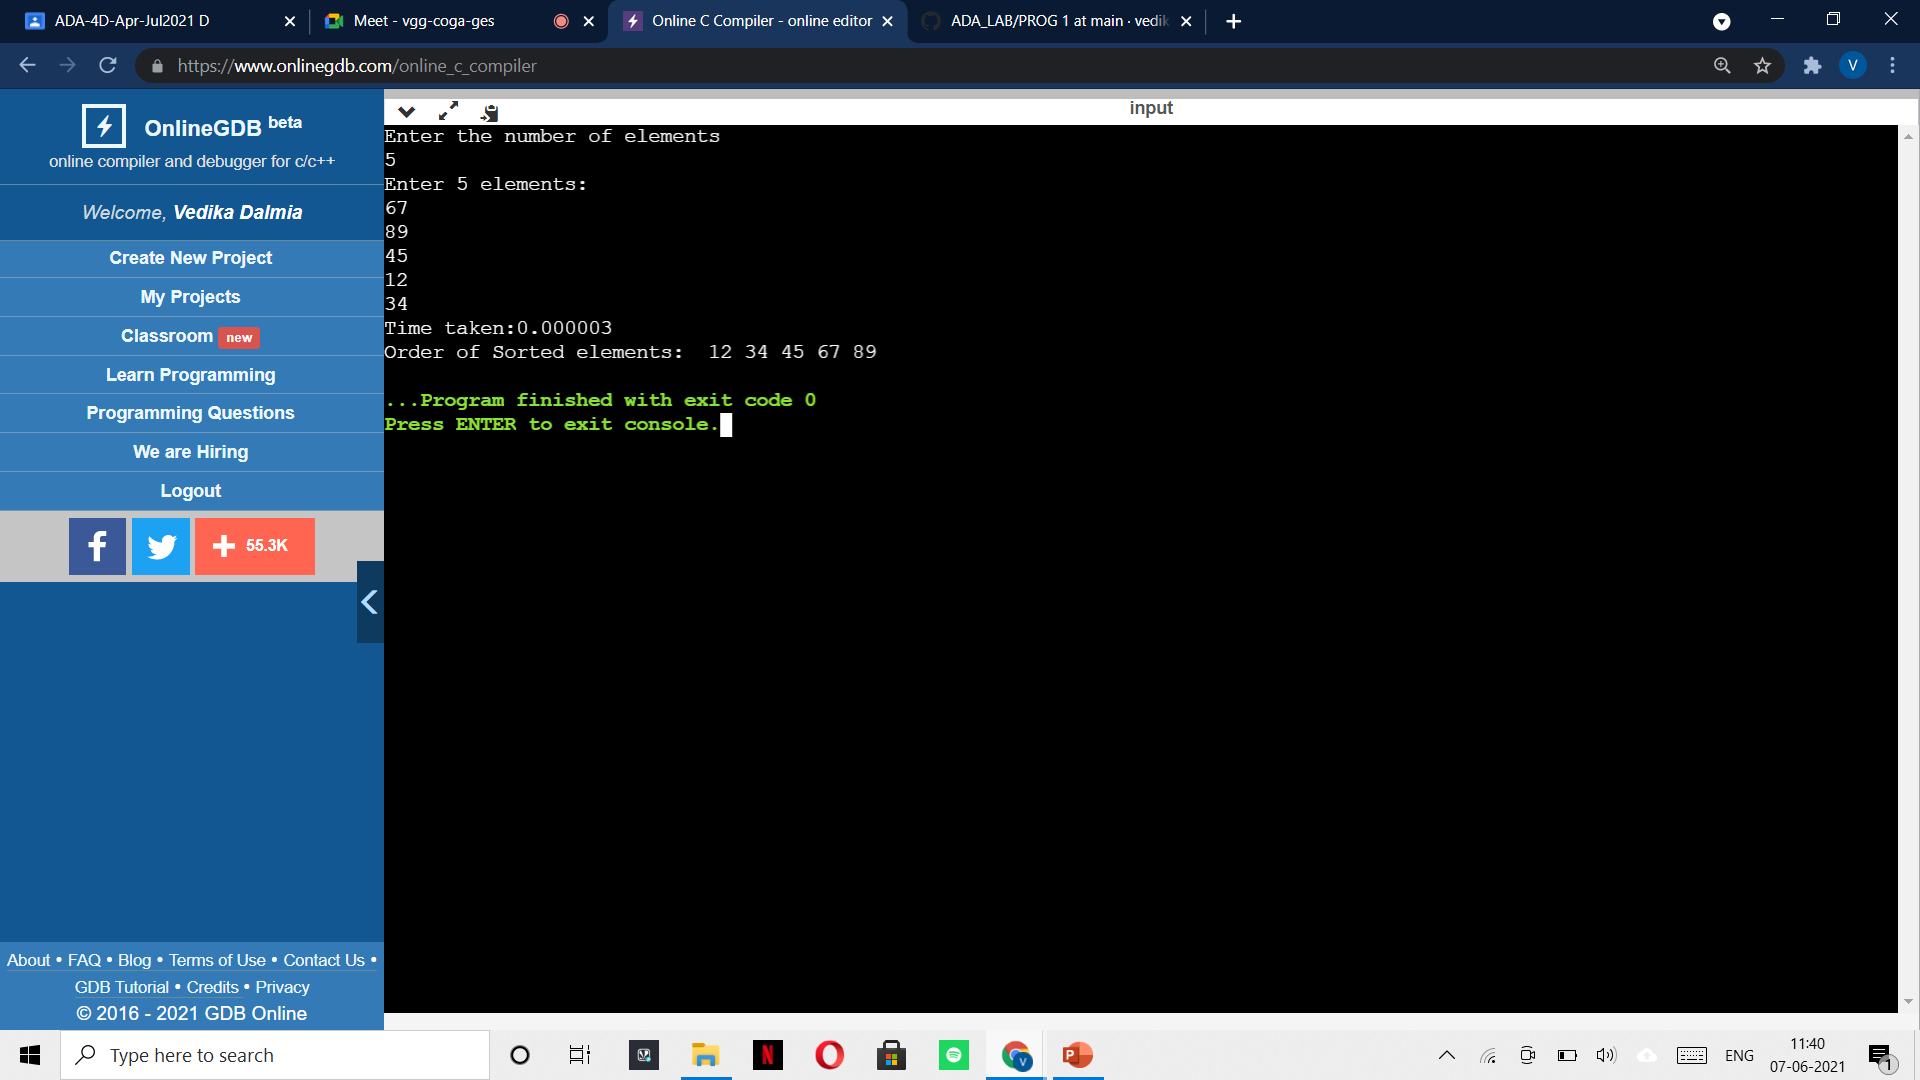 ADA-4D-Apr-Jul2021 D
Meet - vgg-coga-ges
Online C Compiler - online editor
ADA_LAB/PROG 1 at main · vedik
https://www.onlinegdb.com/online_c_compiler
V
OnlineGDB beta
online compiler and debugger for c/c++
Welcome, Vedika Dalmia
Create New Project
My Projects
Classroom new
Learn Programming
Programming Questions
We are Hiring
Logout
55.3K
About • FAQ • Blog • Terms of Use • Contact Us •
GDB Tutorial • Credits • Privacy
© 2016 - 2021 GDB Online
input
Enter the number of elements
5
Enter 5 elements:
67
89
45
12
34
Time taken:0.000003
Order of Sorted elements:  12 34 45 67 89
...Program finished with exit code 0
Press ENTER to exit console.
Type here to search
ENG
11:40
07-06-2021
1